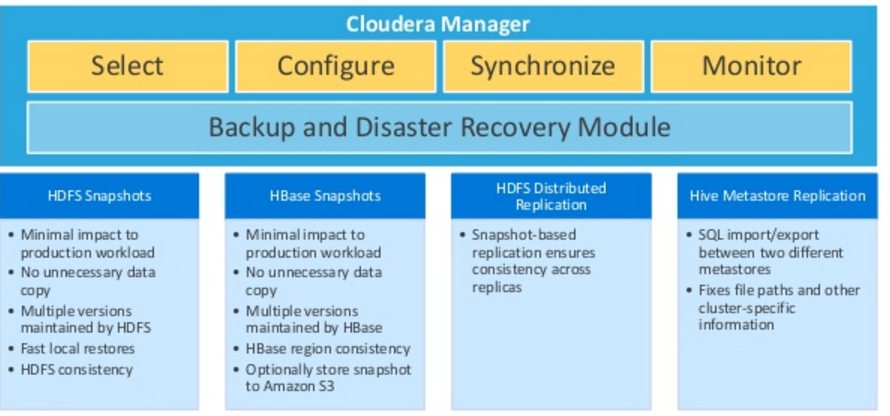 Cloudera Manager
Select
Configure
Synchronize
Monitor
Backup and Disaster Recovery Module
HDFS Snapshots
• Minimal impact to
production workload
• No unnecessary data
copy
• Multiple versions
maintained by HDFS
• Fast local restores
• HDFS consistency
HBase Snapshots
• Minimal impact to
production workload
• No unnecessary data
copy
• Multiple versions
maintained by HBase
• HBase region consistency
• Optionally store snapshot
to Amazon S3
HDFS Distributed
Replication
• Snapshot-based
replication ensures
consistency across
replicas
Hive Metastore Replication
• SQL import/export
between two different
metastores
• Fixes file paths and other
cluster-specific
information